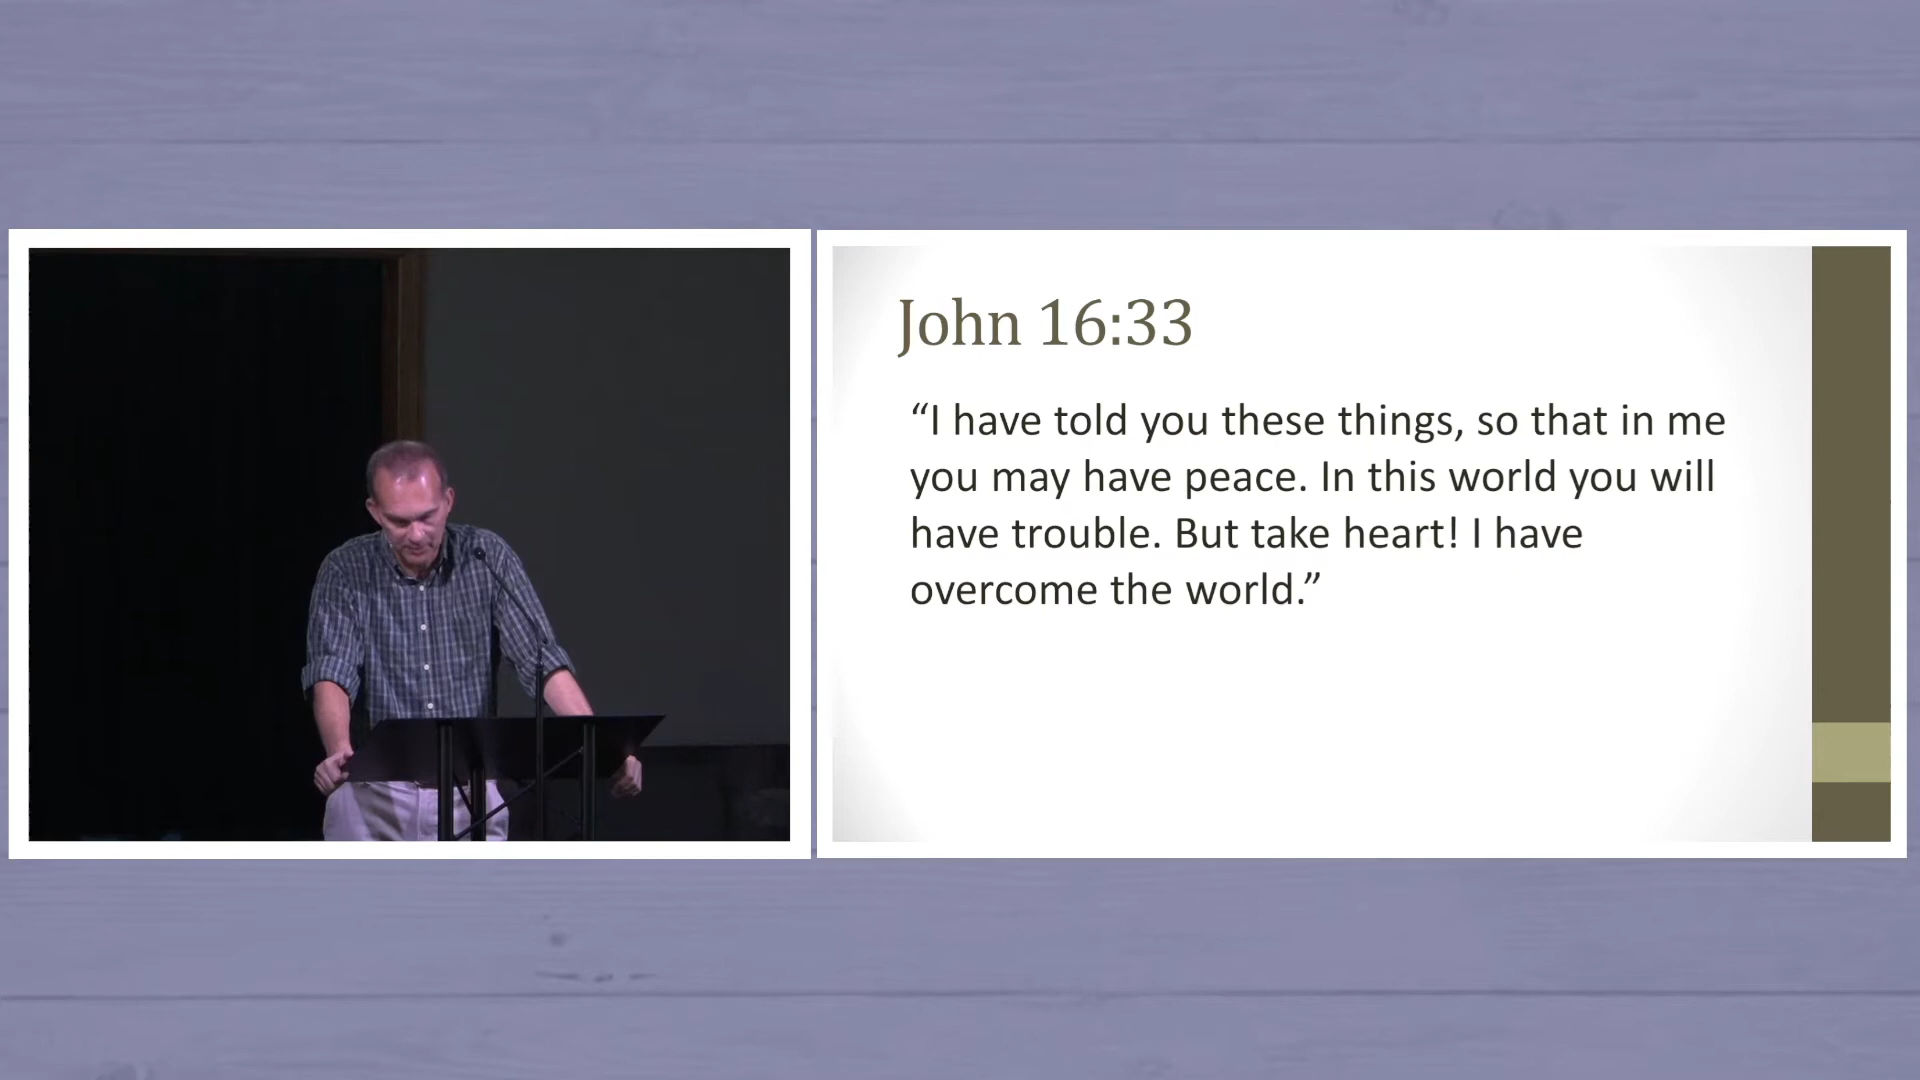 John 16:33
“I have told you these things, so that in me
you may have peace. In this world you will
have trouble. But take heart! I have
overcome the world.”